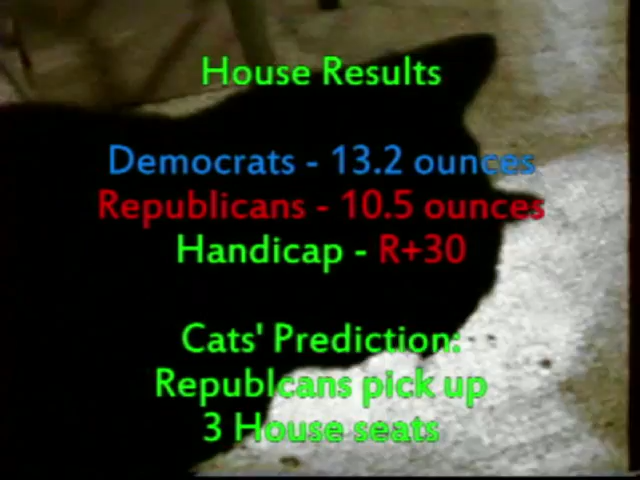 House Results
Democrats - 13.2 ounces
Republicans - 10.5 ounces
Handicap - R+30
Cats' Prediction:
Republcans pick up
3 House seats